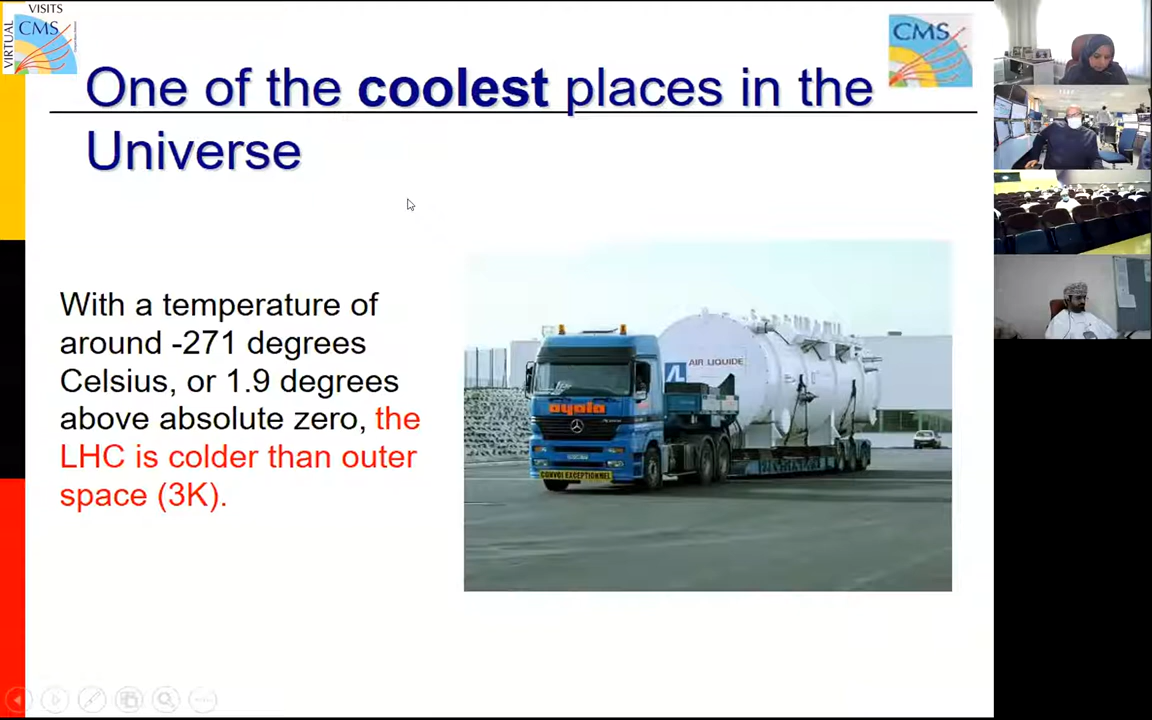 VISITS
VIRTUAL
CMS
CMS
One of the coolest places in the
Universe
With a temperature of
around -271 degrees
Celsius, or 1.9 degrees
above absolute zero, the
LHC is colder than outer
space (3K).
AIR LIQUIDE
ayala
CONVOI EXCEPTIONNEL